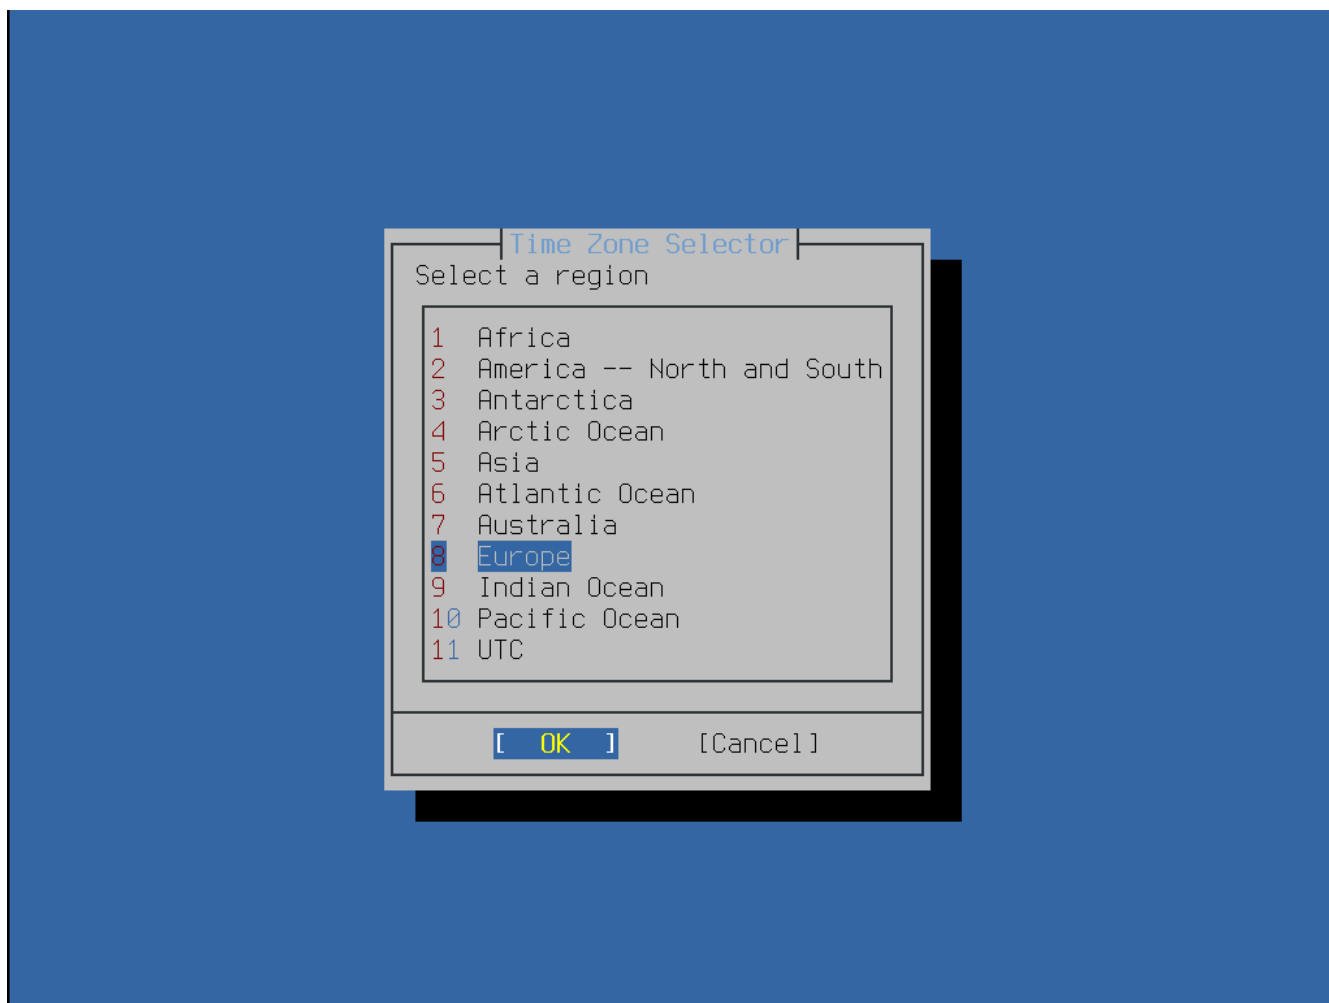 Time Zone Selector
Select a region
1 Africa
2 America -- North and South
3 Antarctica
4 Arctic Ocean
5 Asia
6 Atlantic Ocean
7 Australia
8 Europe
9 Indian Ocean
10 Pacific Ocean
11 UTC
[ OK ] [Cancel]